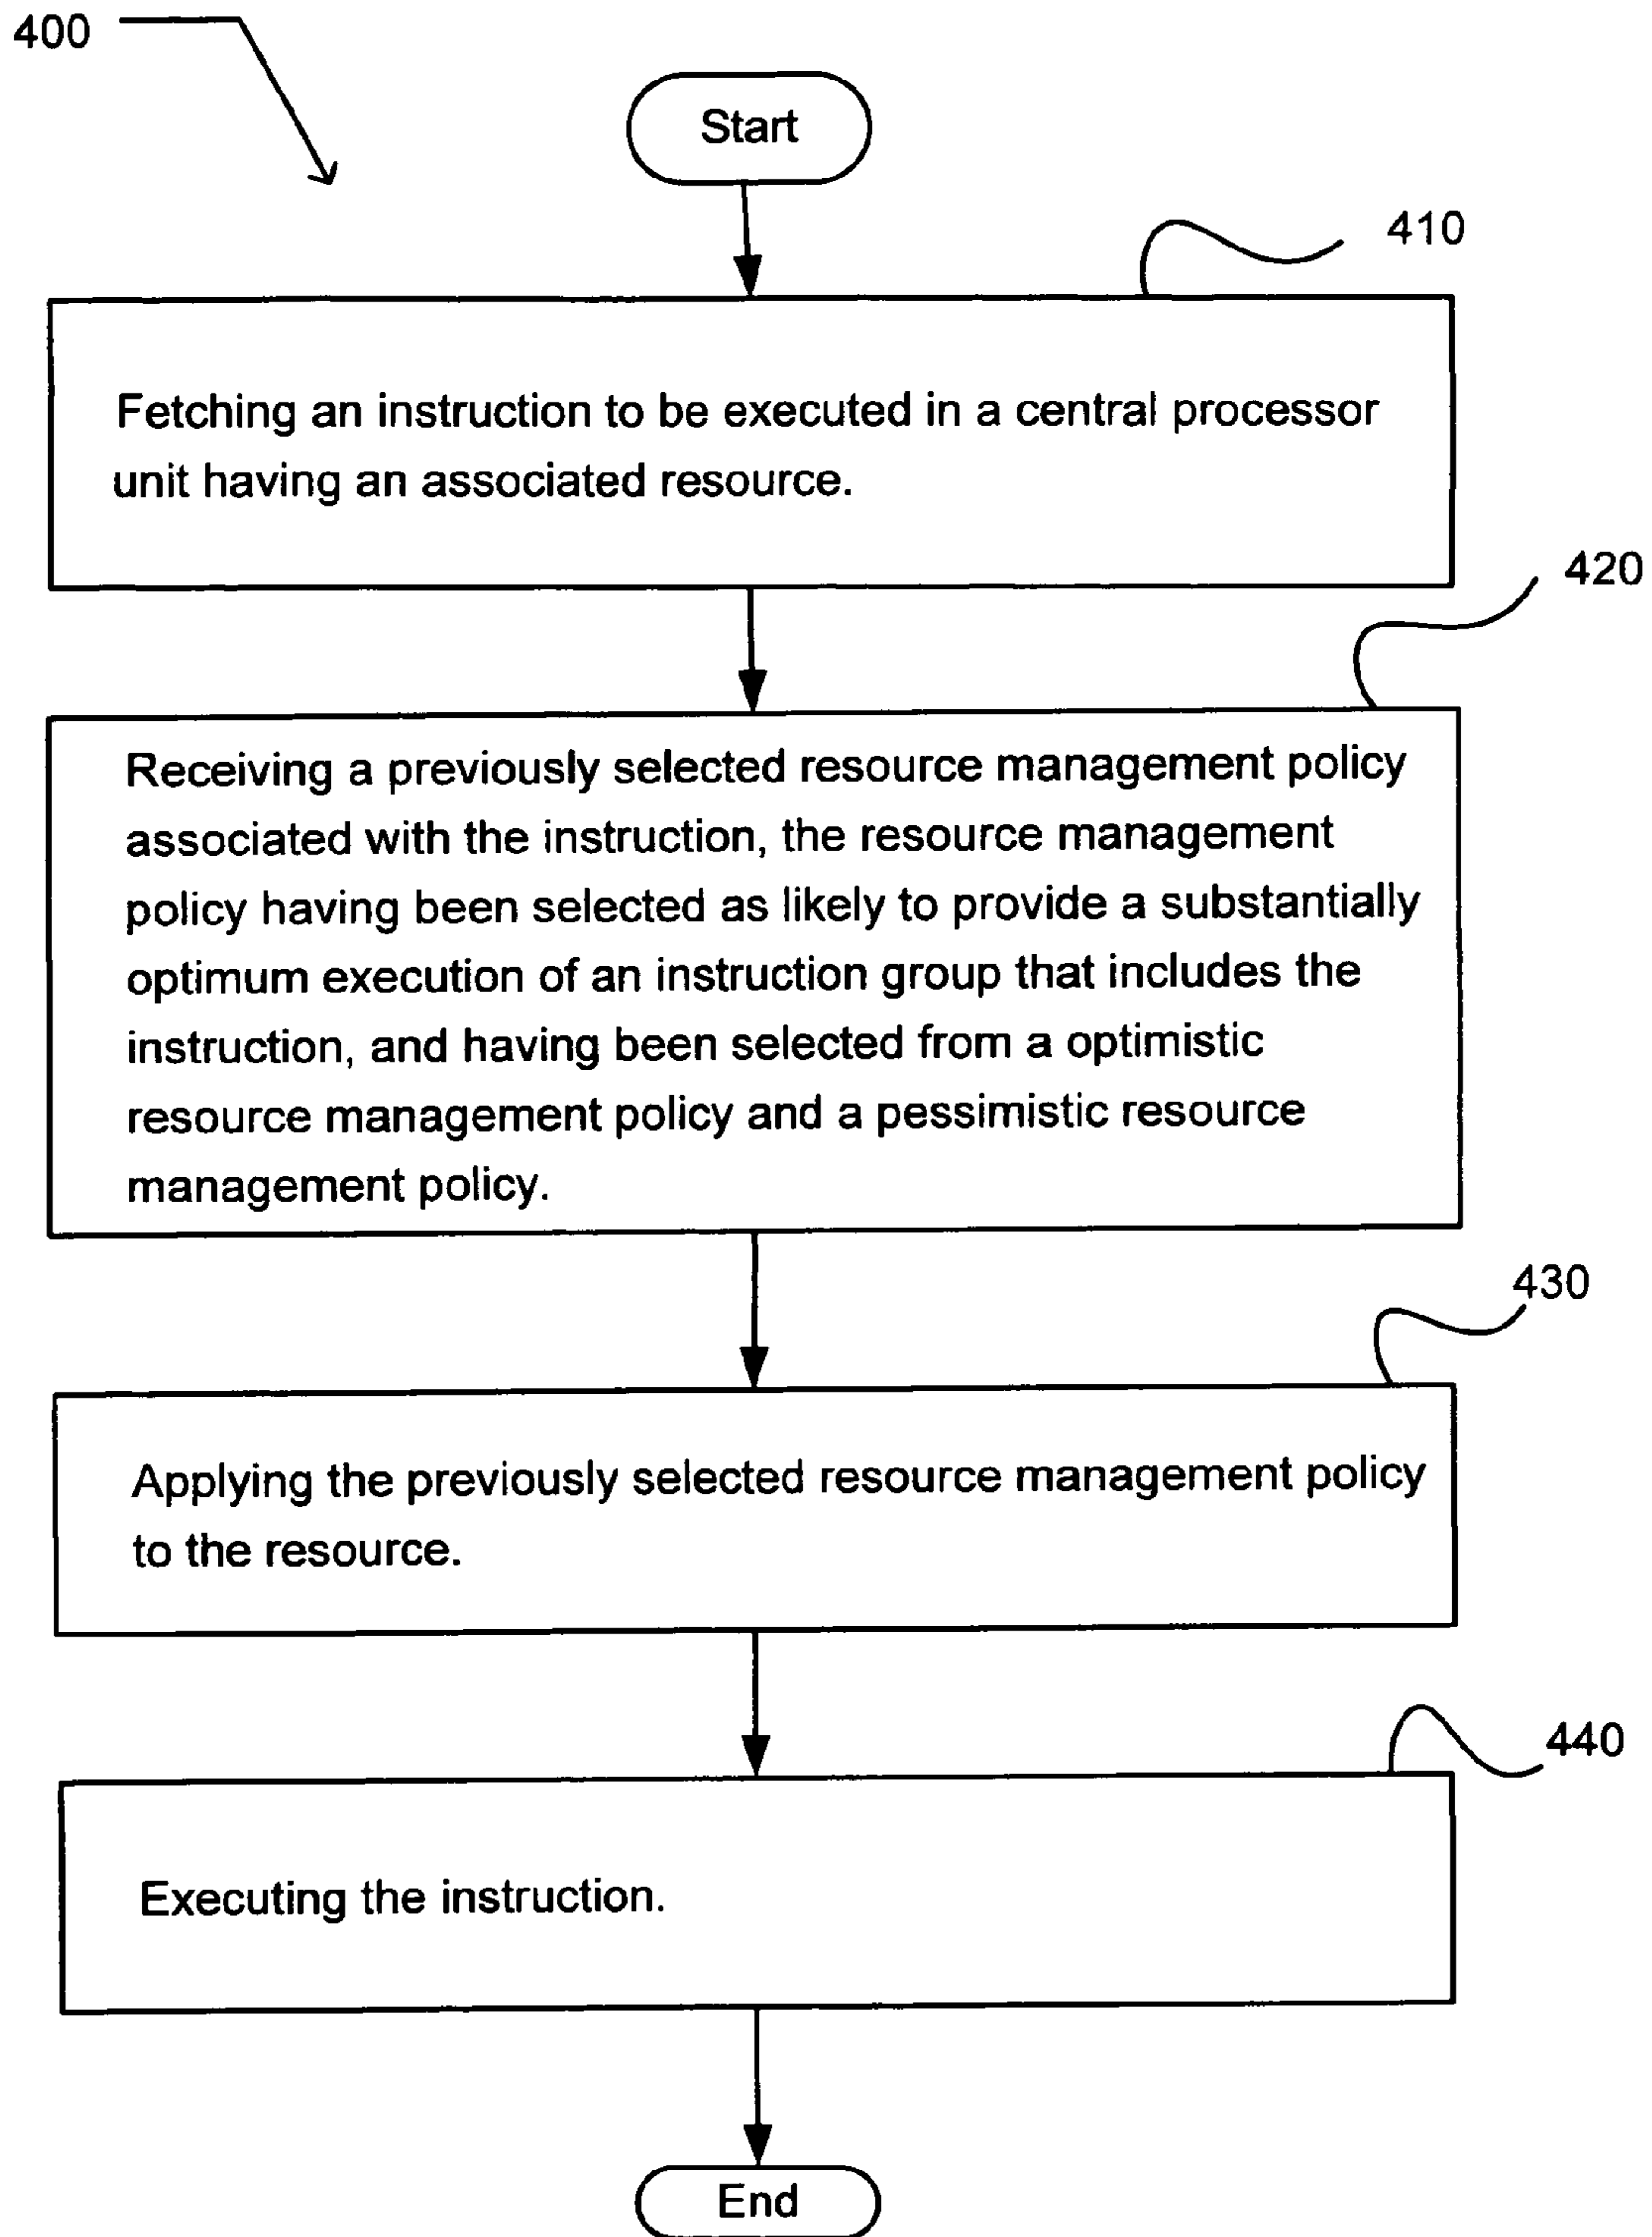 400
Start
410
Fetching an instruction to be executed in a central processor
unit having an associated resource.
420
Receiving a previously selected resource management policy
associated with the instruction, the resource management
policy having been selected as likely to provide a substantially
optimum execution of an instruction group that includes the
instruction, and having been selected from a optimistic
resource management policy and a pessimistic resource
management policy.
430
Applying the previously selected resource management policy
to the resource.
440
Executing the instruction.
End